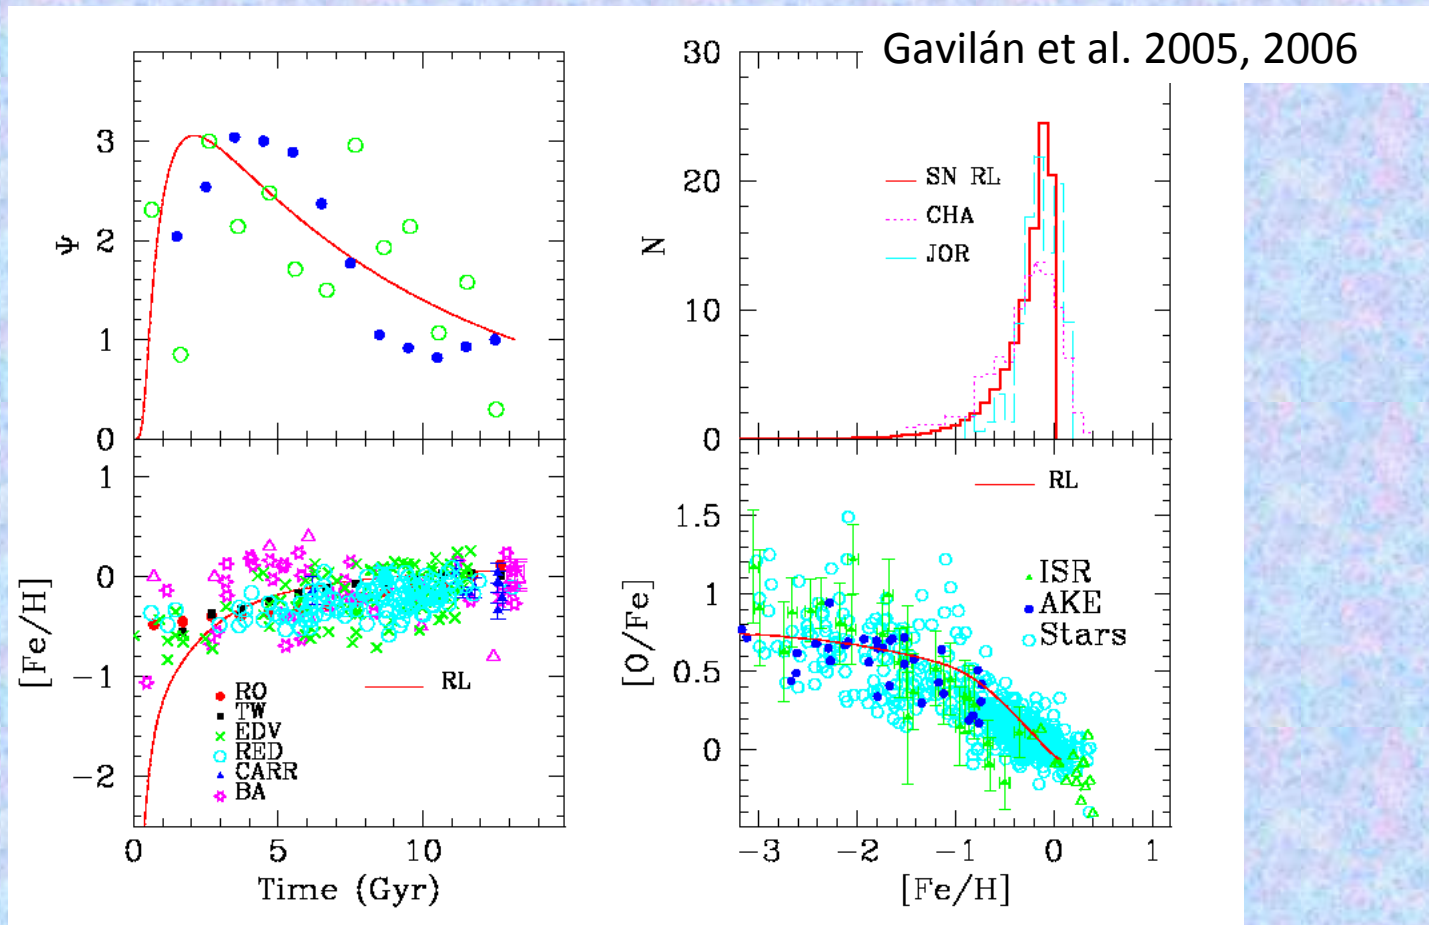 Gavilán et al. 2005, 2006
3
2
1
0
Ψ
30
20
10
0
N
SN RL
CHA
JOR
1
0
−1
−2
[Fe/H]
RL
RO
TW
EDV
RED
CARR
BA
0
5
10
Time (Gyr)
1.5
1
0.5
0
[O/Fe]
RL
ISR
AKE
Stars
−3
−2
−1
0
1
[Fe/H]